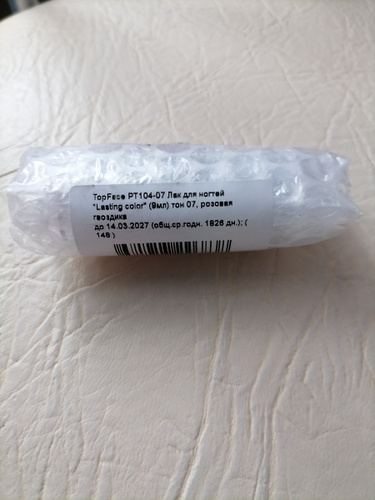 TopFace PT104-07 Лак для ногтей
"Lasting color" (9мл) тон 07, розовая
гвоздика
до 14.03.2027 (общ.ср.годн. 1826 дн.); (
148 )